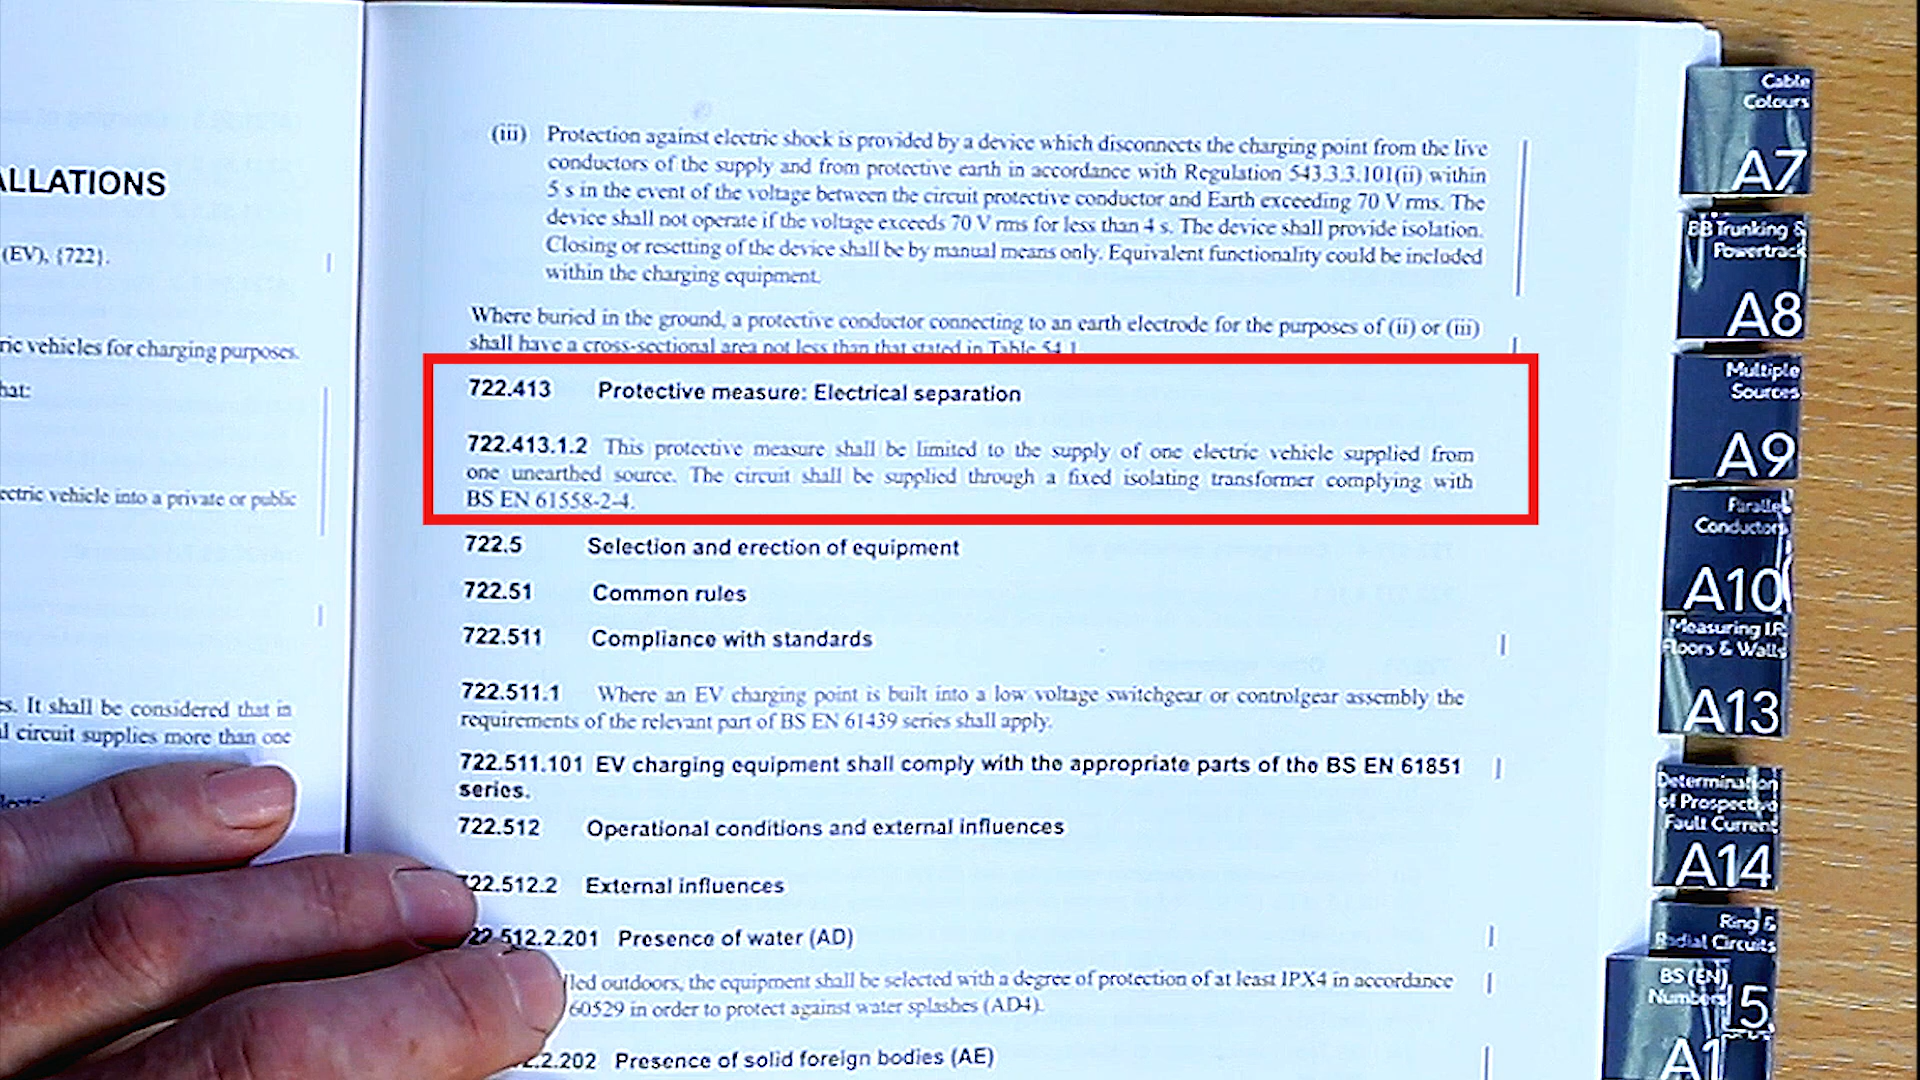 ALLATIONS
(EV), {722}.
ric vehicles for charging purposes.
hat:
ectric vehicle into a private or public
es. It shall be considered that in
l circuit supplies more than one
(iii) Protection against electric shock is provided by a device which disconnects the charging point from the live
conductors of the supply and from protective earth in accordance with Regulation 543.3.3.101(ii) within
5 s in the event of the voltage between the circuit protective conductor and Earth exceeding 70 V rms. The
device shall not operate if the voltage exceeds 70 V rms for less than 4 s. The device shall provide isolation.
Closing or resetting of the device shall be by manual means only. Equivalent functionality could be included
within the charging equipment.
Where buried in the ground, a protective conductor connecting to an earth electrode for the purposes of (ii) or (iii)
shall have a cross-sectional area not less than that stated in Table 54.1.
722.413 Protective measure: Electrical separation
722.413.1.2 This protective measure shall be limited to the supply of one electric vehicle supplied from
one unearthed source. The circuit shall be supplied through a fixed isolating transformer complying with
BS EN 61558-2-4.
722.5 Selection and erection of equipment
722.51 Common rules
722.511 Compliance with standards
722.511.1 Where an EV charging point is built into a low voltage switchgear or controlgear assembly the
requirements of the relevant part of BS EN 61439 series shall apply.
722.511.101 EV charging equipment shall comply with the appropriate parts of the BS EN 61851
series.
722.512 Operational conditions and external influences
722.512.2 External influences
722.512.2.201 Presence of water (AD)
lled outdoors, the equipment shall be selected with a degree of protection of at least IPX4 in accordance
60529 in order to protect against water splashes (AD4).
2.2.202 Presence of solid foreign bodies (AE)
Cable
Colours
A7
BB Trunking &
Powertrack
A8
Multiple
Sources
A9
Parallel
Conductors
A10
Measuring I.R.
Floors & Walls
A13
Determination
of Prospective
Fault Current
A14
Ring &
Radial Circuits
5
BS (EN)
Numbers
A1